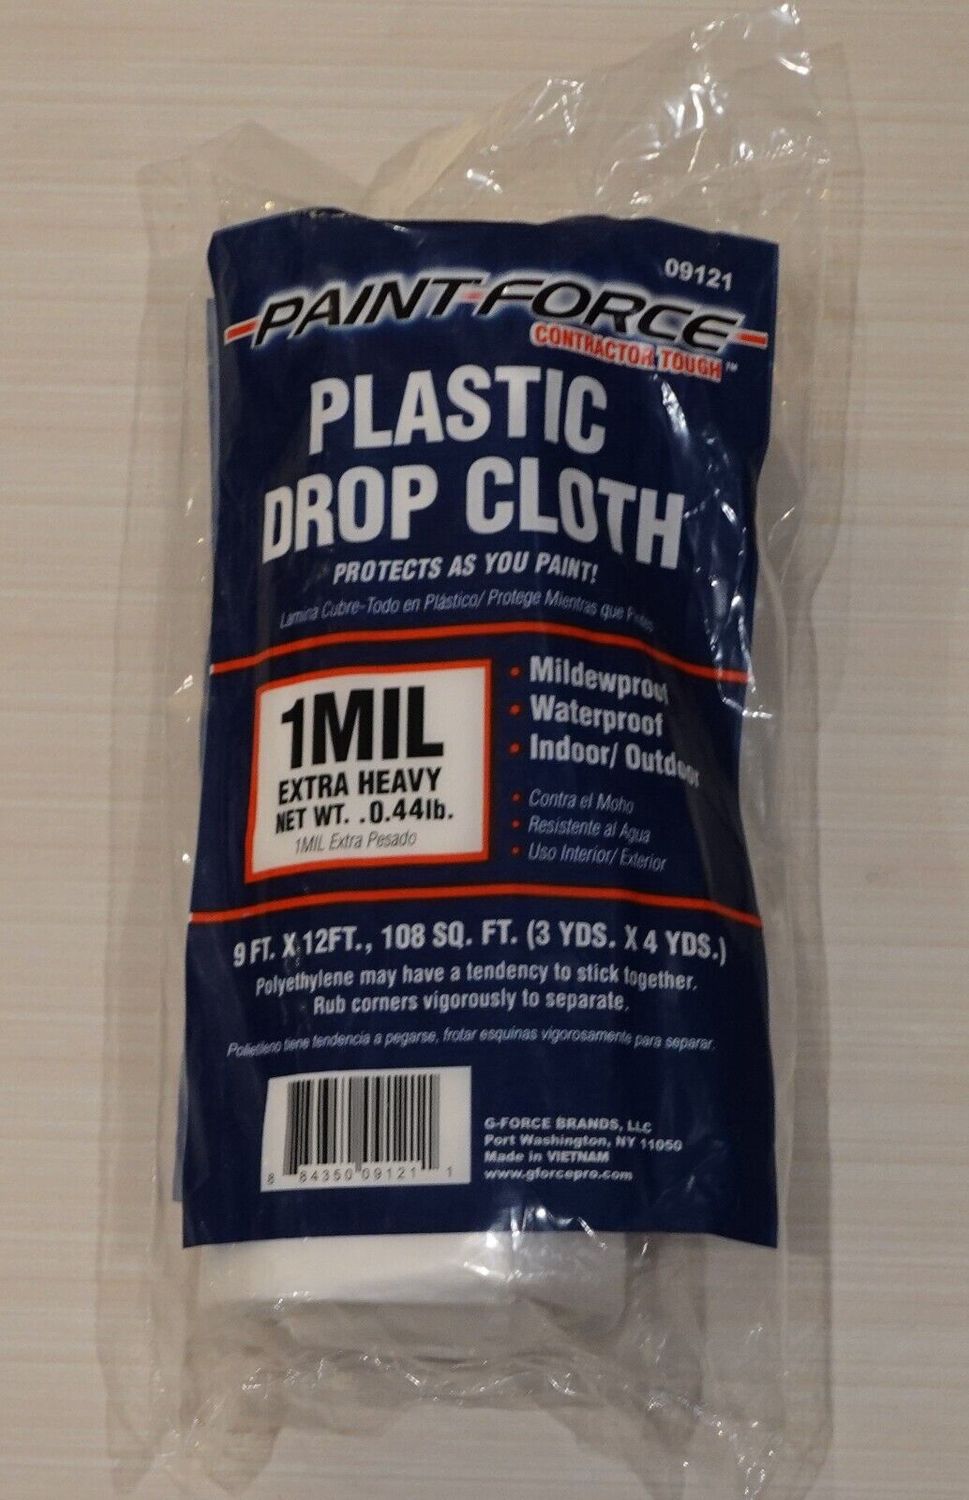 09121
PAINT-FORCE
CONTRACTOR TOUGH™
PLASTIC
DROP CLOTH
PROTECTS AS YOU PAINT!
Lamina Cubre-Todo en Plástico/ Protege Mientras que
1MIL
EXTRA HEAVY
NET WT. .0.44lb.
1MIL Extra Pesado
• Mildewproof
• Waterproof
• Indoor/ Outdoor
• Contra el Moho
• Resistente al Agua
• Uso Interior/ Exterior
9 FT. X 12FT., 108 SQ. FT. (3 YDS. X 4 YDS.)
Polyethylene may have a tendency to stick together.
Rub corners vigorously to separate.
Polietileno tiene tendencia a pegarse, frotar esquinas vigorosamente para separar.
8 84350 09121 1
G-FORCE BRANDS, LLC
Port Washington, NY 11050
Made in VIETNAM
www.gforcepro.com